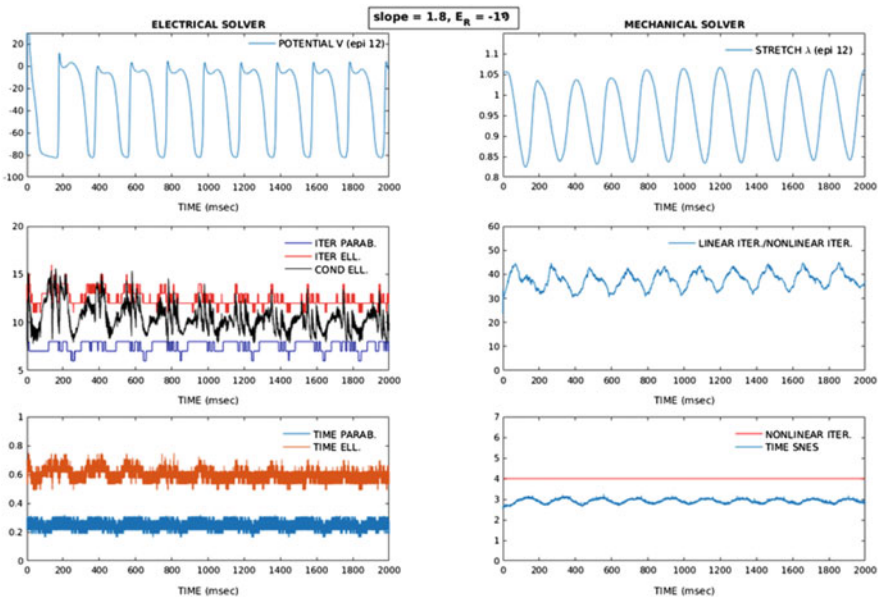 slope = 1.8, E_R = -19
ELECTRICAL SOLVER
POTENTIAL V (epi 12)
20
0
-20
-40
-60
-80
-100
0 200 400 600 800 1000 1200 1400 1600 1800 2000
TIME (msec)
MECHANICAL SOLVER
STRETCH λ (epi 12)
1.1
1.05
1
0.95
0.9
0.85
0.8
0 200 400 600 800 1000 1200 1400 1600 1800 2000
TIME (msec)
ITER PARAB.
ITER ELL.
COND ELL.
20
15
10
5
0 200 400 600 800 1000 1200 1400 1600 1800 2000
TIME (msec)
LINEAR ITER./NONLINEAR ITER.
60
50
40
30
20
10
0
0 200 400 600 800 1000 1200 1400 1600 1800 2000
TIME (msec)
TIME PARAB.
TIME ELL.
1
0.8
0.6
0.4
0.2
0
0 200 400 600 800 1000 1200 1400 1600 1800 2000
TIME (msec)
NONLINEAR ITER.
TIME SNES
7
6
5
4
3
2
1
0
0 200 400 600 800 1000 1200 1400 1600 1800 2000
TIME (msec)